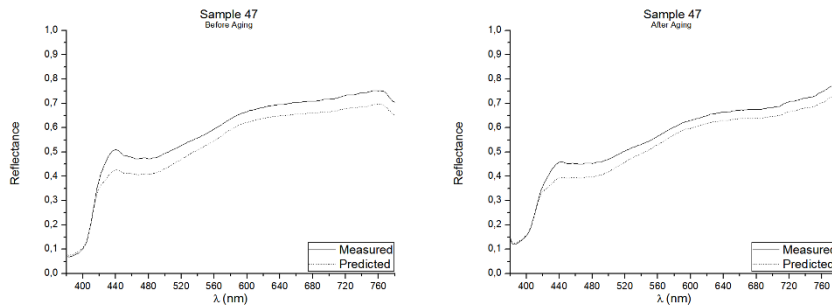 Sample 47
Before Aging
1,0
0,9
0,8
0,7
0,6
0,5
0,4
0,3
0,2
0,1
0,0
Reflectance
400 440 480 520 560 600 640 680 720 760
λ (nm)
Measured
Predicted
Sample 47
After Aging
1,0
0,9
0,8
0,7
0,6
0,5
0,4
0,3
0,2
0,1
0,0
Reflectance
400 440 480 520 560 600 640 680 720 760
λ (nm)
Measured
Predicted